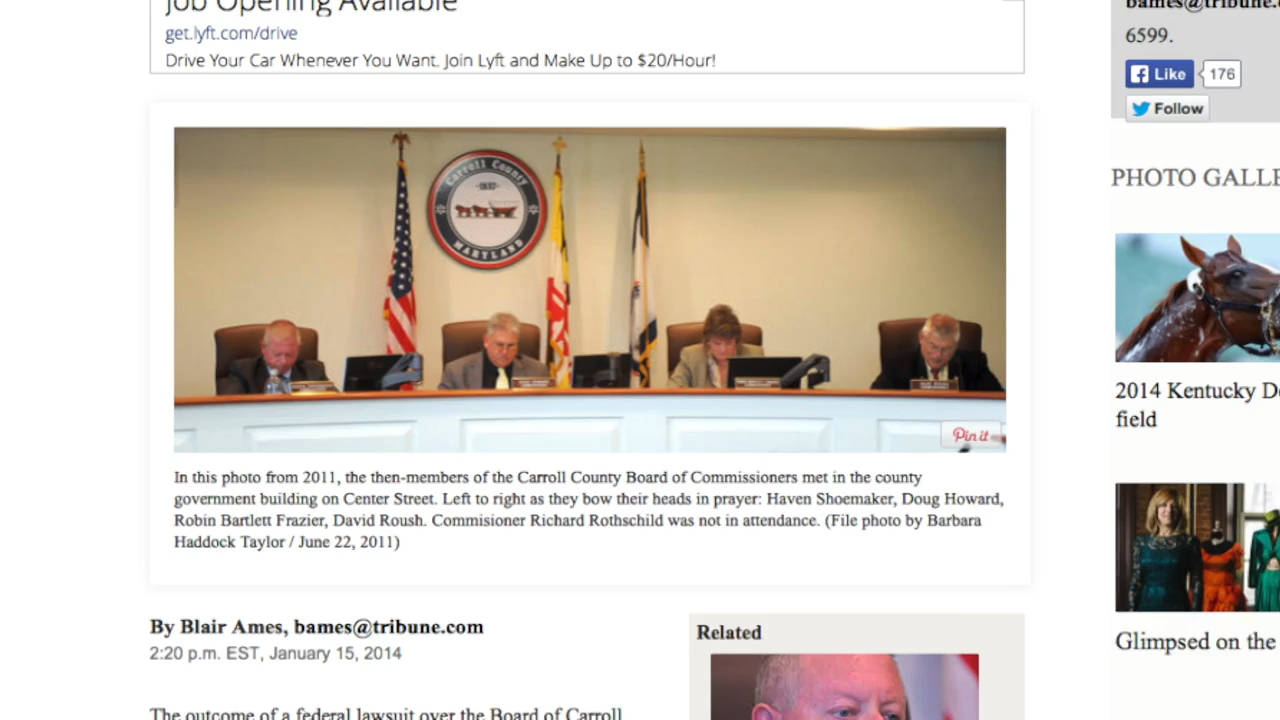 Job Opening Available
get.lyft.com/drive
Drive Your Car Whenever You Want. Join Lyft and Make Up to $20/Hour!
Carroll County
1837
MARYLAND
Pin it
In this photo from 2011, the then-members of the Carroll County Board of Commissioners met in the county
government building on Center Street. Left to right as they bow their heads in prayer: Haven Shoemaker, Doug Howard,
Robin Bartlett Frazier, David Roush. Commisioner Richard Rothschild was not in attendance. (File photo by Barbara
Haddock Taylor / June 22, 2011)
By Blair Ames, bames@tribune.com
2:20 p.m. EST, January 15, 2014
The outcome of a federal lawsuit over the Board of Carroll
Related
bames@tribune.
6599.
Like 176
Follow
PHOTO GALLE
2014 Kentucky De
field
Glimpsed on the